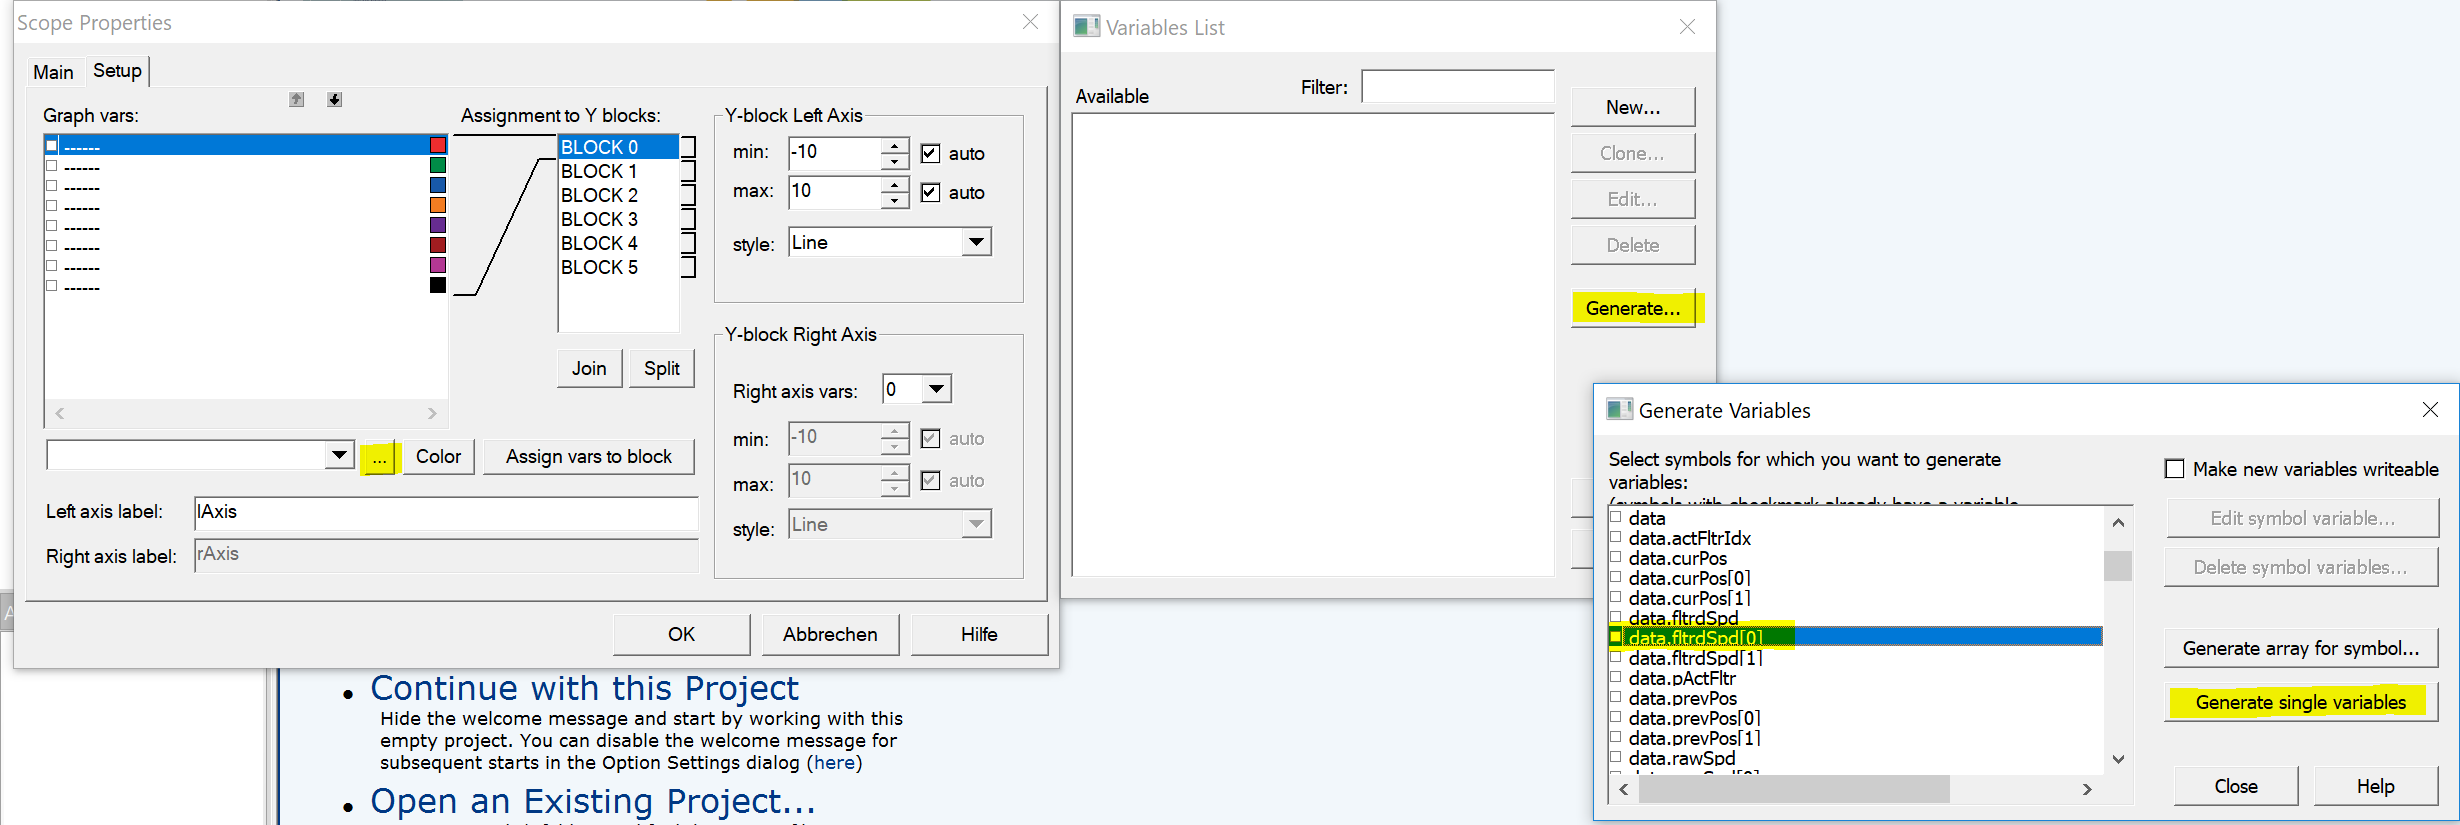 Scope Properties
Main
Setup
Graph vars:
------
------
------
------
------
------
------
------
Assignment to Y blocks:
BLOCK 0
BLOCK 1
BLOCK 2
BLOCK 3
BLOCK 4
BLOCK 5
Join
Split
...
Color
Assign vars to block
Left axis label:
lAxis
Right axis label:
rAxis
Y-block Left Axis
min:
-10
auto
max:
10
auto
style:
Line
Y-block Right Axis
Right axis vars:
0
min:
-10
auto
max:
10
auto
style:
Line
OK
Abbrechen
Hilfe
Variables List
Available
Filter:
New...
Clone...
Edit...
Delete
Generate...
Generate Variables
Select symbols for which you want to generate
variables:
(symbols with checkmark already have a variable
data
data.actFltrIdx
data.curPos
data.curPos[0]
data.curPos[1]
data.fltrdSpd
data.fltrdSpd[0]
data.fltrdSpd[1]
data.pActFltr
data.prevPos
data.prevPos[0]
data.prevPos[1]
data.rawSpd
Make new variables writeable
Edit symbol variable...
Delete symbol variables...
Generate array for symbol...
Generate single variables
Close
Help
A
• Continue with this Project
Hide the welcome message and start by working with this
empty project. You can disable the welcome message for
subsequent starts in the Option Settings dialog (here)
• Open an Existing Project...